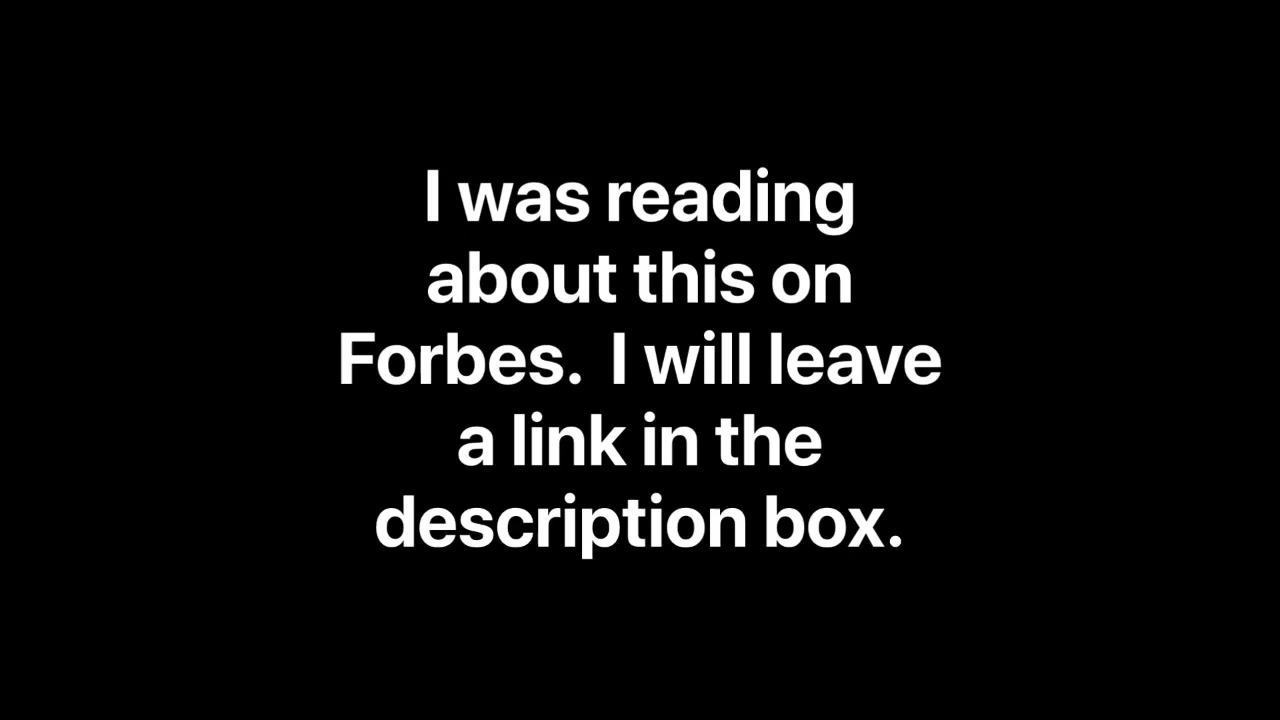 I was reading
about this on
Forbes.  I will leave
a link in the
description box.